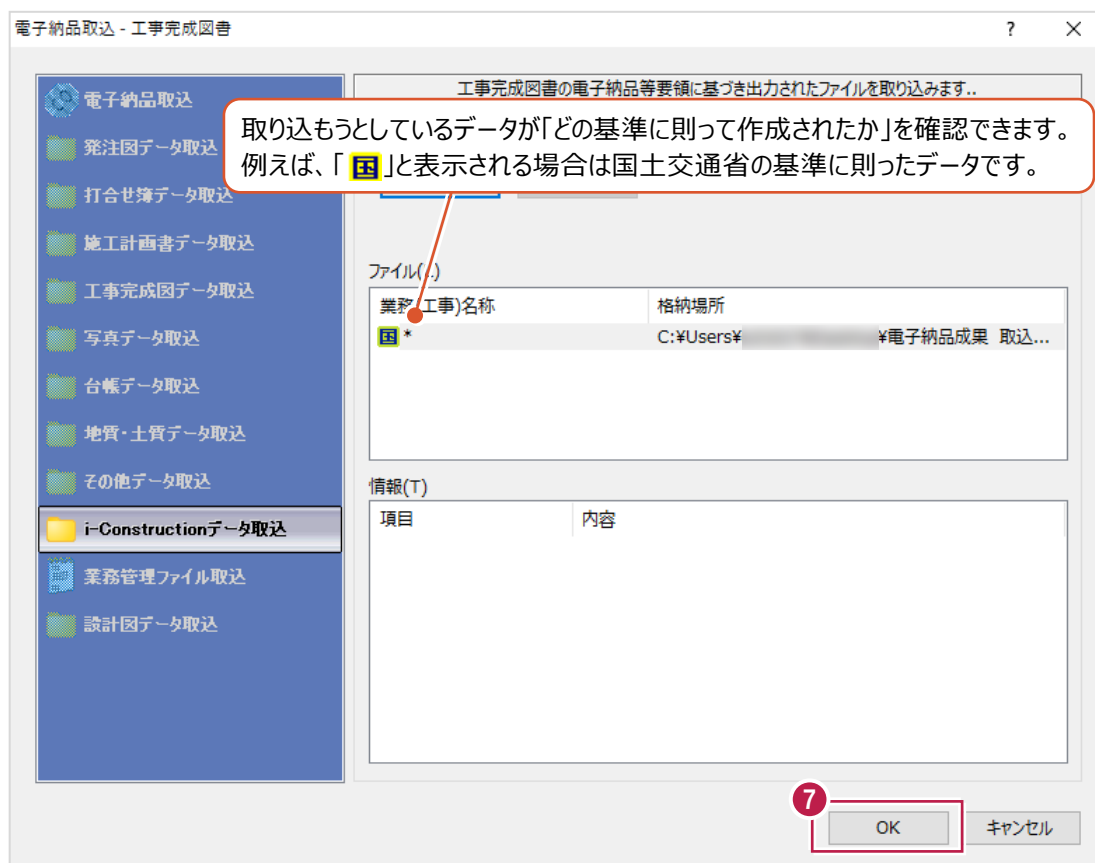 電子納品取込 - 工事完成図書
?
電子納品取込
発注図データ取込
打合せ簿データ取込
施工計画書データ取込
工事完成図データ取込
写真データ取込
台帳データ取込
地質・土質データ取込
その他データ取込
i-Constructionデータ取込
業務管理ファイル取込
設計図データ取込
工事完成図書の電子納品等要領に基づき出力されたファイルを取り込みます..
取り込もうとしているデータが「どの基準に則って作成されたか」を確認できます。
例えば、「国」と表示される場合は国土交通省の基準に則ったデータです。
ファイル(
業務(工事)名称 格納場所
国 * C:¥Users¥ ¥電子納品成果 取込...
情報(T)
項目 内容
7
OK キャンセル